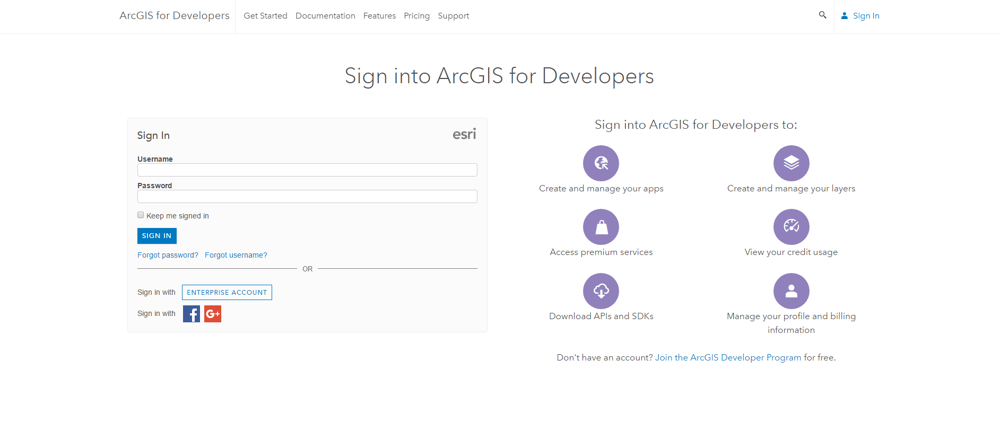 ArcGIS for Developers
Get Started Documentation Features Pricing Support
Sign In
Sign into ArcGIS for Developers
Sign In
esri
Username
Password
Keep me signed in
SIGN IN
Forgot password? Forgot username?
OR
Sign in with ENTERPRISE ACCOUNT
Sign in with f G+
Sign into ArcGIS for Developers to:
Create and manage your apps
Create and manage your layers
Access premium services
View your credit usage
Download APIs and SDKs
Manage your profile and billing
information
Don't have an account? Join the ArcGIS Developer Program for free.